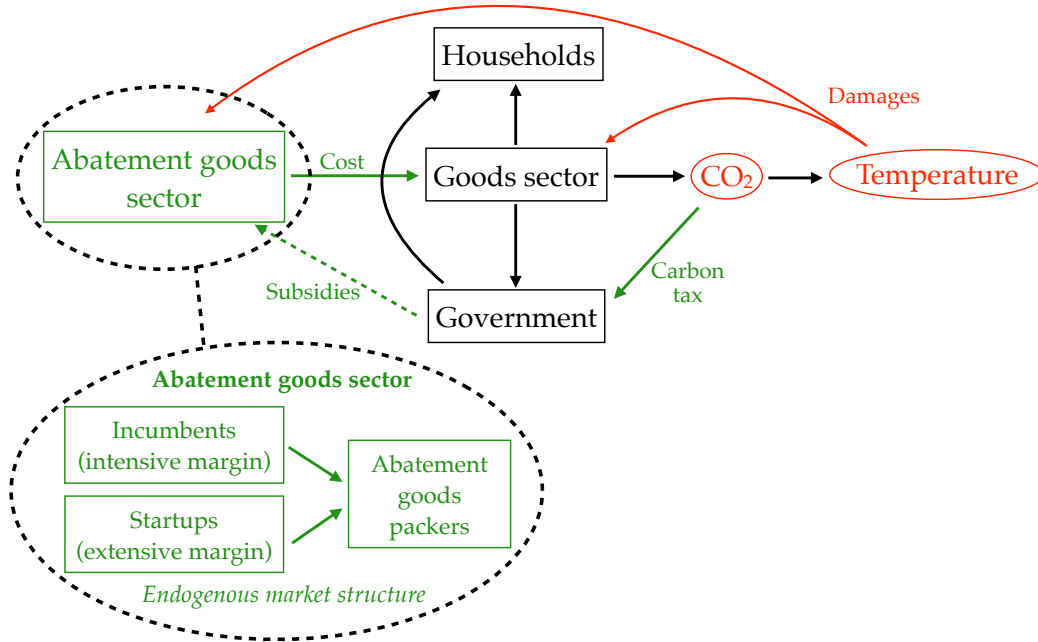 Households
Damages
Abatement goods
sector
Cost
Goods sector
CO₂
Temperature
Subsidies
Government
Carbon
tax
Abatement goods sector
Incumbents
(intensive margin)
Abatement
goods
packers
Startups
(extensive margin)
Endogenous market structure